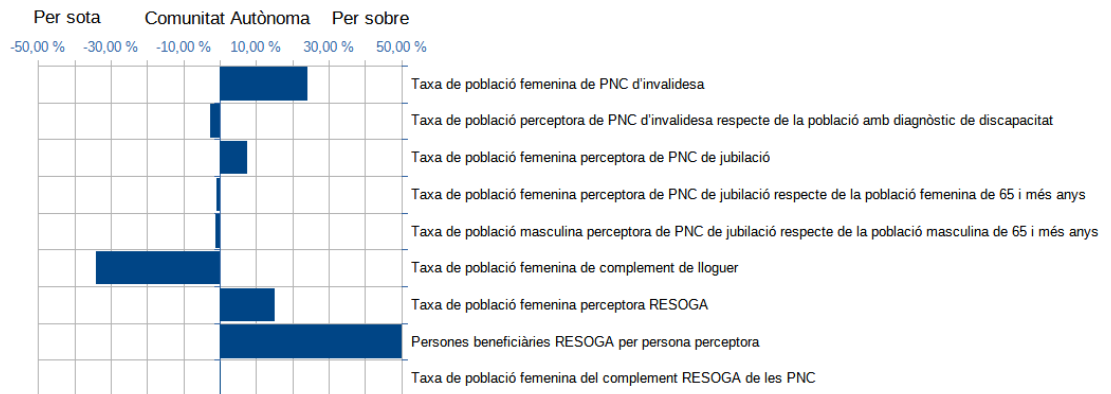 Per sota Comunitat Autònoma Per sobre
-50,00 % -30,00 % -10,00 % 10,00 % 30,00 % 50,00 %
Taxa de població femenina de PNC d'invalidesa
Taxa de població perceptora de PNC d'invalidesa respecte de la població amb diagnòstic de discapacitat
Taxa de població femenina perceptora de PNC de jubilació
Taxa de població femenina perceptora de PNC de jubilació respecte de la població femenina de 65 i més anys
Taxa de població masculina perceptora de PNC de jubilació respecte de la població masculina de 65 i més anys
Taxa de població femenina de complement de lloguer
Taxa de població femenina perceptora RESOGA
Persones beneficiàries RESOGA per persona perceptora
Taxa de població femenina del complement RESOGA de les PNC